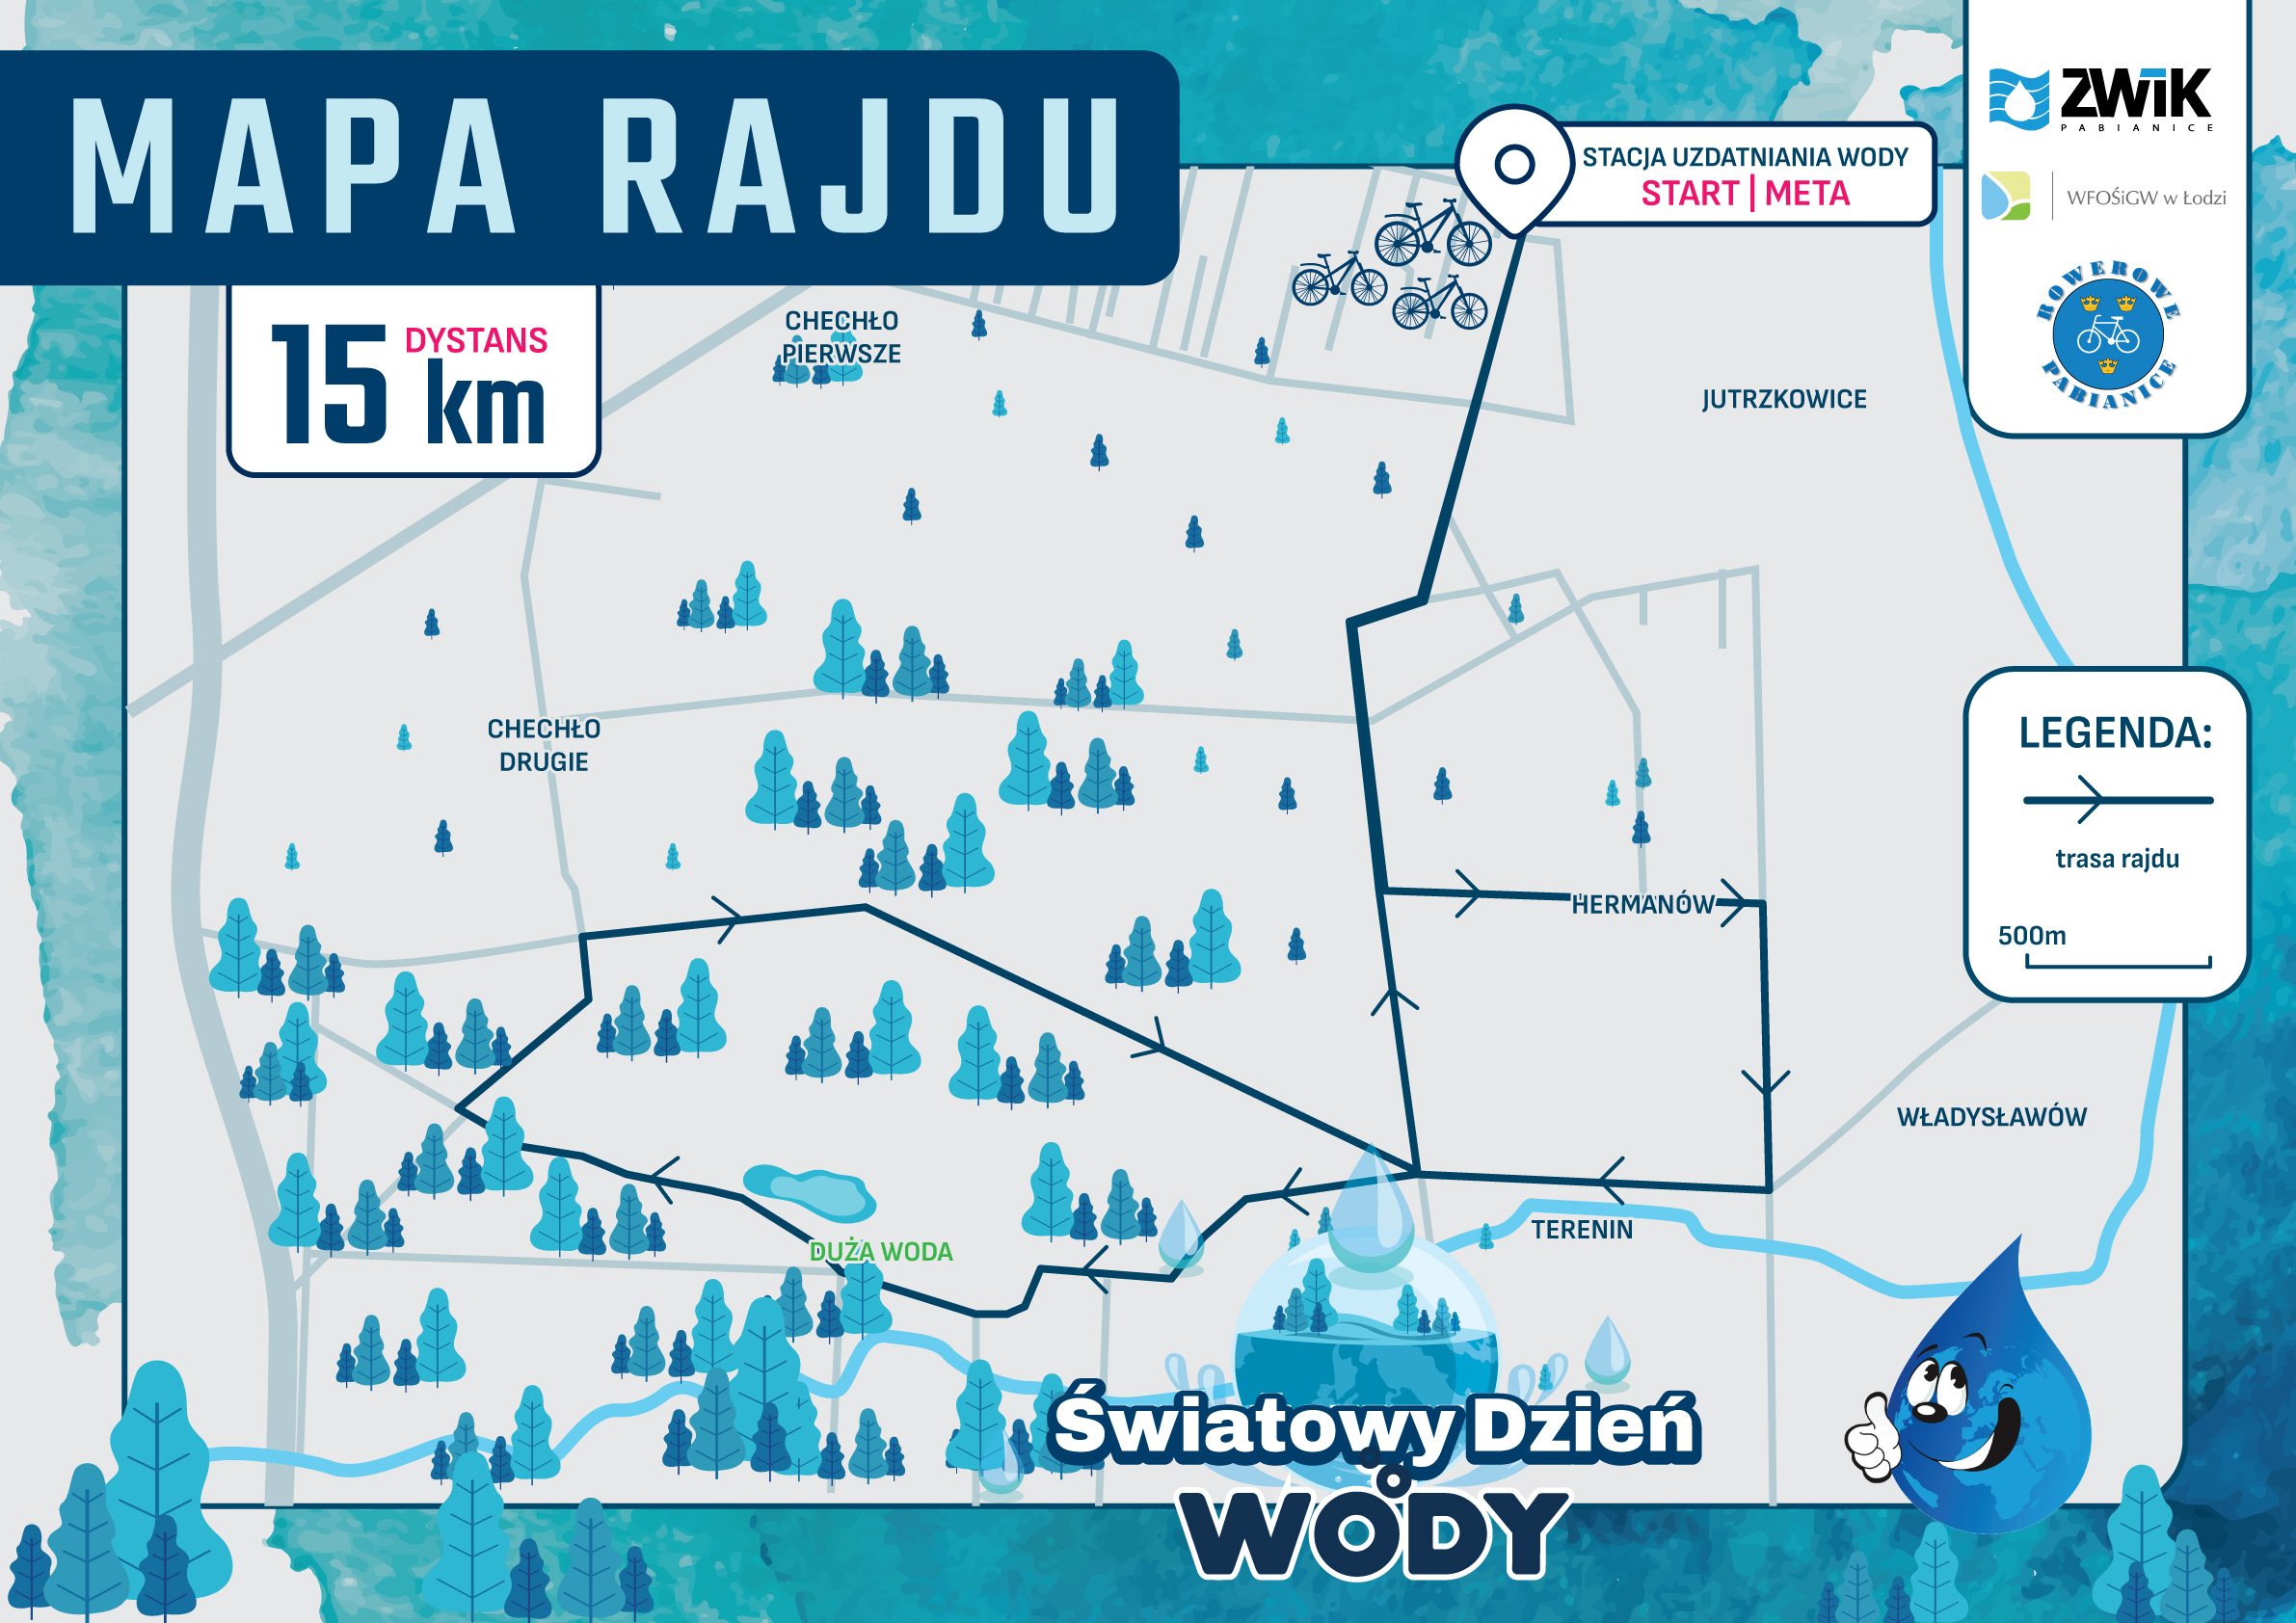 MAPA RAJDU
15 DYSTANS
km
STACJA UZDATNIANIA WODY
START | META
ZWiK
PABIANICE
WFOŚiGW w Łodzi
ROWEROWE
PABIANICE
CHECHŁO
PIERWSZE
JUTRZKOWICE
CHECHŁO
DRUGIE
LEGENDA:
trasa rajdu
500m
HERMANÓW
WŁADYSŁAWÓW
TERENIN
DUŻA WODA
Światowy Dzień
WODY